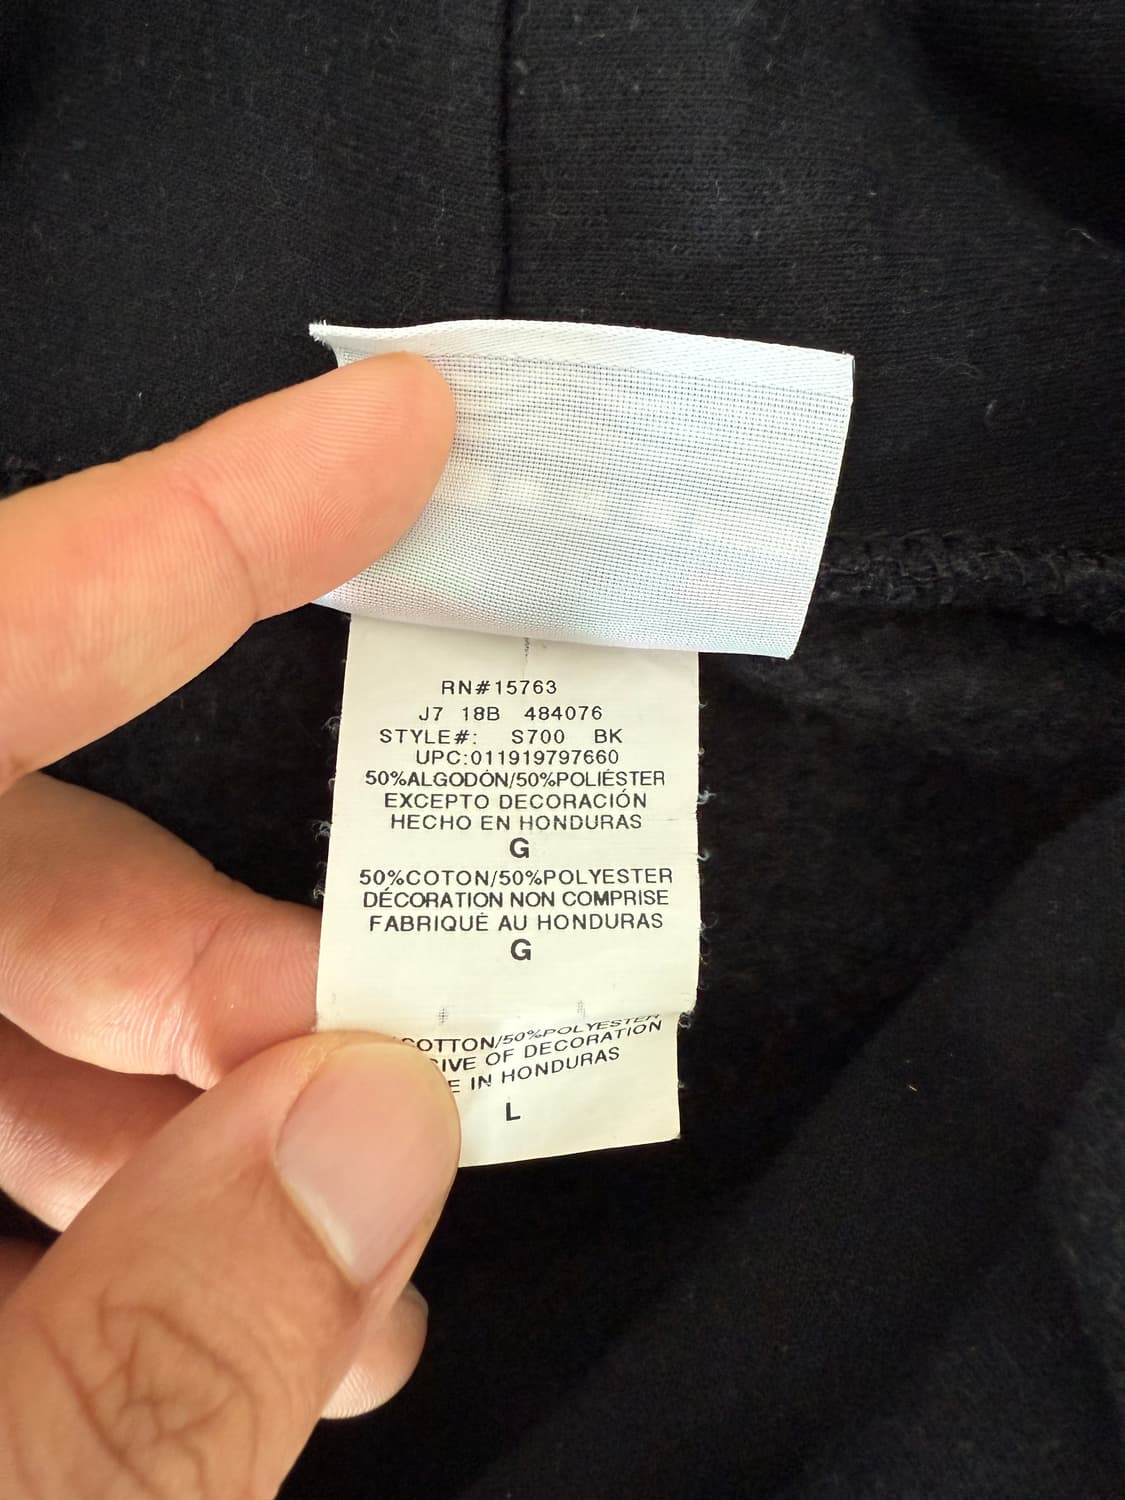 RN#15763
J7 18B 484076
STYLE#: S700 BK
UPC:011919797660
50%ALGODÓN/50%POLIÉSTER
EXCEPTO DECORACIÓN
HECHO EN HONDURAS
G
50%COTON/50%POLYESTER
DÉCORATION NON COMPRISE
FABRIQUÉ AU HONDURAS
G
COTTON/50%POLYESTER
OF DECORATION
IN HONDURAS
L